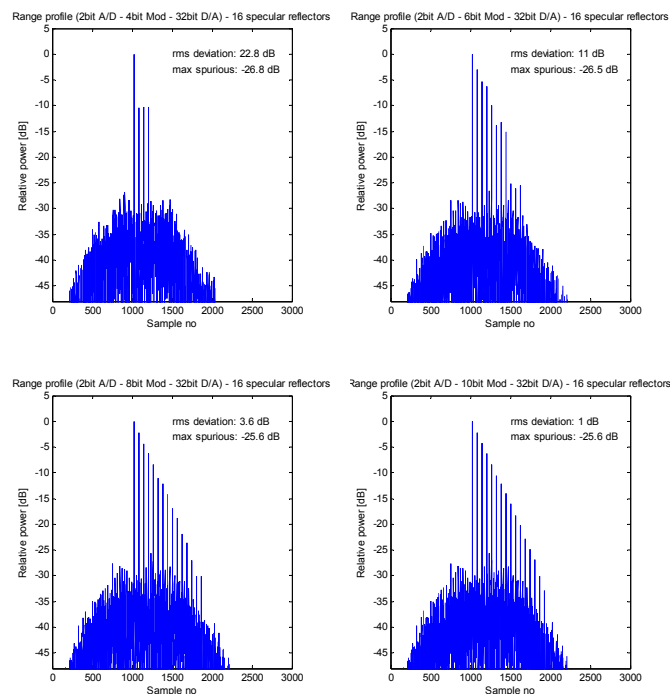 Range profile (2bit A/D - 4bit Mod - 32bit D/A) - 16 specular reflectors
5
0
-5
-10
-15
-20
-25
-30
-35
-40
-45
Relative power [dB]
rms deviation: 22.8 dB
max spurious: -26.8 dB
0 500 1000 1500 2000 2500 3000
Sample no
Range profile (2bit A/D - 6bit Mod - 32bit D/A) - 16 specular reflectors
5
0
-5
-10
-15
-20
-25
-30
-35
-40
-45
Relative power [dB]
rms deviation: 11 dB
max spurious: -26.5 dB
0 500 1000 1500 2000 2500 3000
Sample no
Range profile (2bit A/D - 8bit Mod - 32bit D/A) - 16 specular reflectors
5
0
-5
-10
-15
-20
-25
-30
-35
-40
-45
Relative power [dB]
rms deviation: 3.6 dB
max spurious: -25.6 dB
0 500 1000 1500 2000 2500 3000
Sample no
Range profile (2bit A/D - 10bit Mod - 32bit D/A) - 16 specular reflectors
5
0
-5
-10
-15
-20
-25
-30
-35
-40
-45
Relative power [dB]
rms deviation: 1 dB
max spurious: -25.6 dB
0 500 1000 1500 2000 2500 3000
Sample no